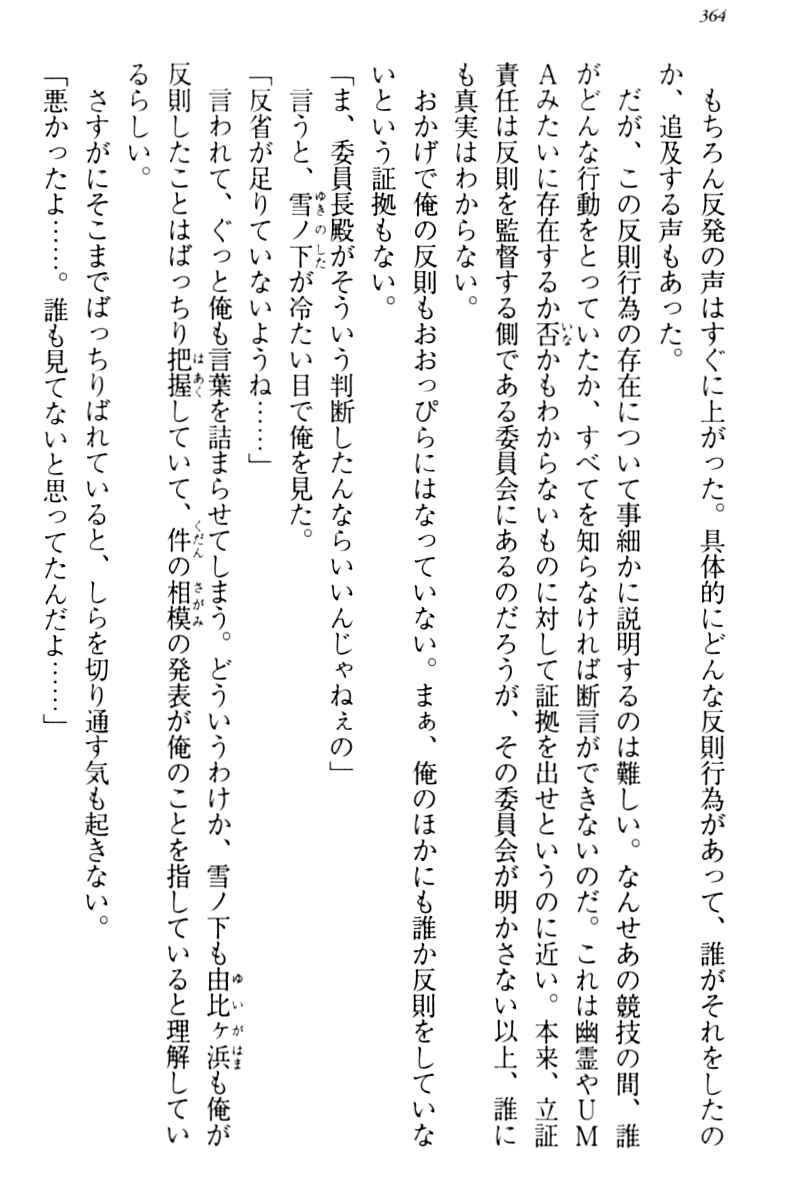 364
もちろん反発の声はすぐに上がった。具体的にどんな反則行為があって、誰がそれをしたの
か、追及する声もあった。
だが、この反則行為の存在について事細かに説明するのは難しい。なんせあの競技の間、誰
がどんな行動をとっていたか、すべてを知らなければ断言ができないのだ。これは幽霊やUM
Aみたいに存在するか否かもわからないものに対して証拠を出せというのに近い。本来、立証
責任は反則を監督する側である委員会にあるのだろうが、その委員会が明かさない以上、誰に
も真実はわからない。
おかげで俺の反則もおおっぴらにはなっていない。まぁ、俺のほかにも誰か反則をしていな
いという証拠もない。
「ま、委員長殿がそういう判断したんならいいんじゃねぇの」
言うと、雪ノ下が冷たい目で俺を見た。
「反省が足りていないようね……」
言われて、ぐっと俺も言葉を詰まらせてしまう。どういうわけか、雪ノ下も由比ヶ浜も俺が
反則したことはばっちり把握していて、件の相模の発表が俺のことを指していると理解してい
るらしい。
さすがにそこまでばっちりばれていると、しらを切り通す気も起きない。
「悪かったよ……。誰も見てないと思ってたんだよ……」